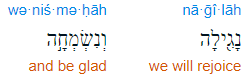 wə·niś·mə·ḥāh nā·ḡî·lāh
וְנִשְׂמְחָ֖ה נָגִ֥ילָה
and be glad we will rejoice